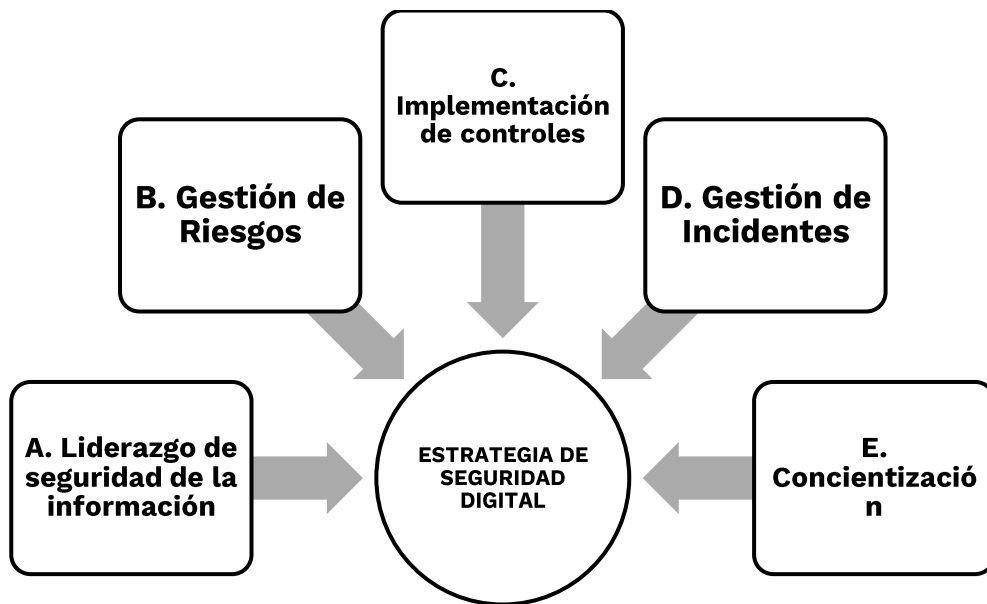 A. Liderazgo de
seguridad de la
información
B. Gestión de
Riesgos
C.
Implementación
de controles
D. Gestión de
Incidentes
E.
Concientizació
n
ESTRATEGIA DE
SEGURIDAD
DIGITAL